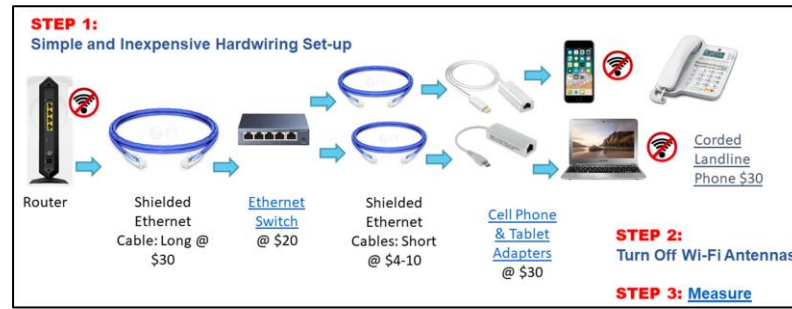 STEP 1:
Simple and Inexpensive Hardwiring Set-up
Router
Shielded
Ethernet
Cable: Long @
$30
Ethernet
Switch
@ $20
Shielded
Ethernet
Cables: Short
@ $4-10
Cell Phone
& Tablet
Adapters
@ $30
Corded
Landline
Phone $30
STEP 2:
Turn Off Wi-Fi Antennas
STEP 3: Measure